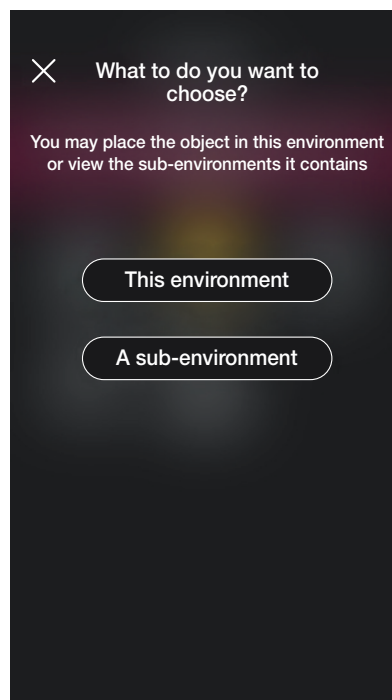 What to do you want to
choose?
You may place the object in this environment
or view the sub-environments it contains
This environment
A sub-environment